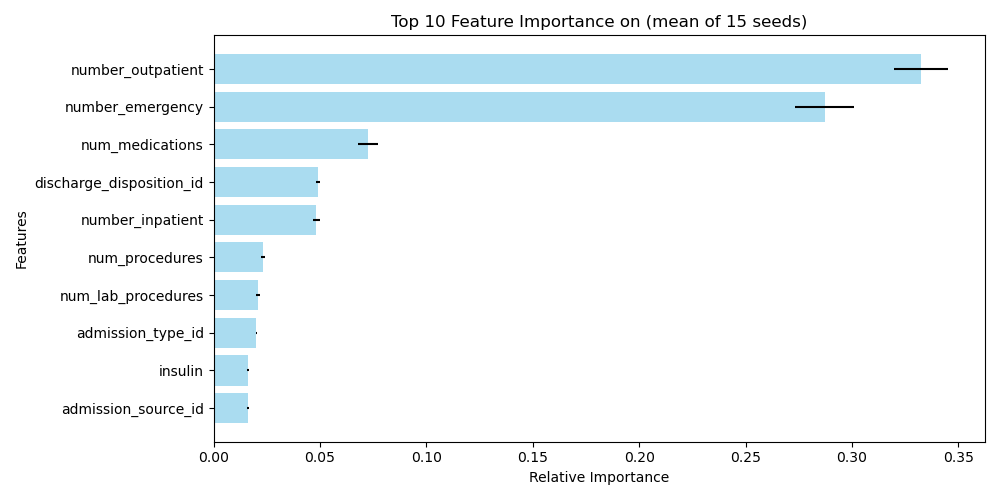 Top 10 Feature Importance on (mean of 15 seeds)
Features
number_outpatient
number_emergency
num_medications
discharge_disposition_id
number_inpatient
num_procedures
num_lab_procedures
admission_type_id
insulin
admission_source_id
0.00 0.05 0.10 0.15 0.20 0.25 0.30 0.35
Relative Importance